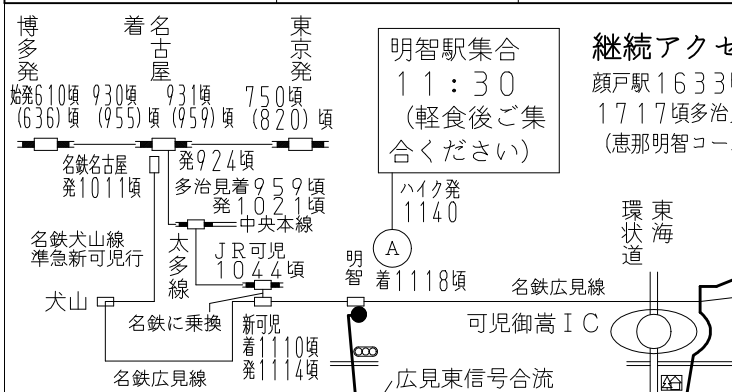 博多発
着
名古屋
東京発
始発610頃 930頃 931頃 750頃
(636)頃 (955)頃 (959)頃 (820)頃
名鉄名古屋
発1011頃
発924頃
多治見着959頃
発1021頃
中央本線
名鉄犬山線
準急新可児行
太多線
JR可児
1044頃
犬山
名鉄に乗換
新可児
着1110頃
発1114頃
名鉄広見線
明智駅集合
11:30
(軽食後ご集
合ください)
ハイク発
1140
A
明智
着1118頃
名鉄広見線
広見東信号合流
継続アクセ
顔戸駅1633
1717頃多治
(恵那明智コー
東海
環状道
可児御嵩IC